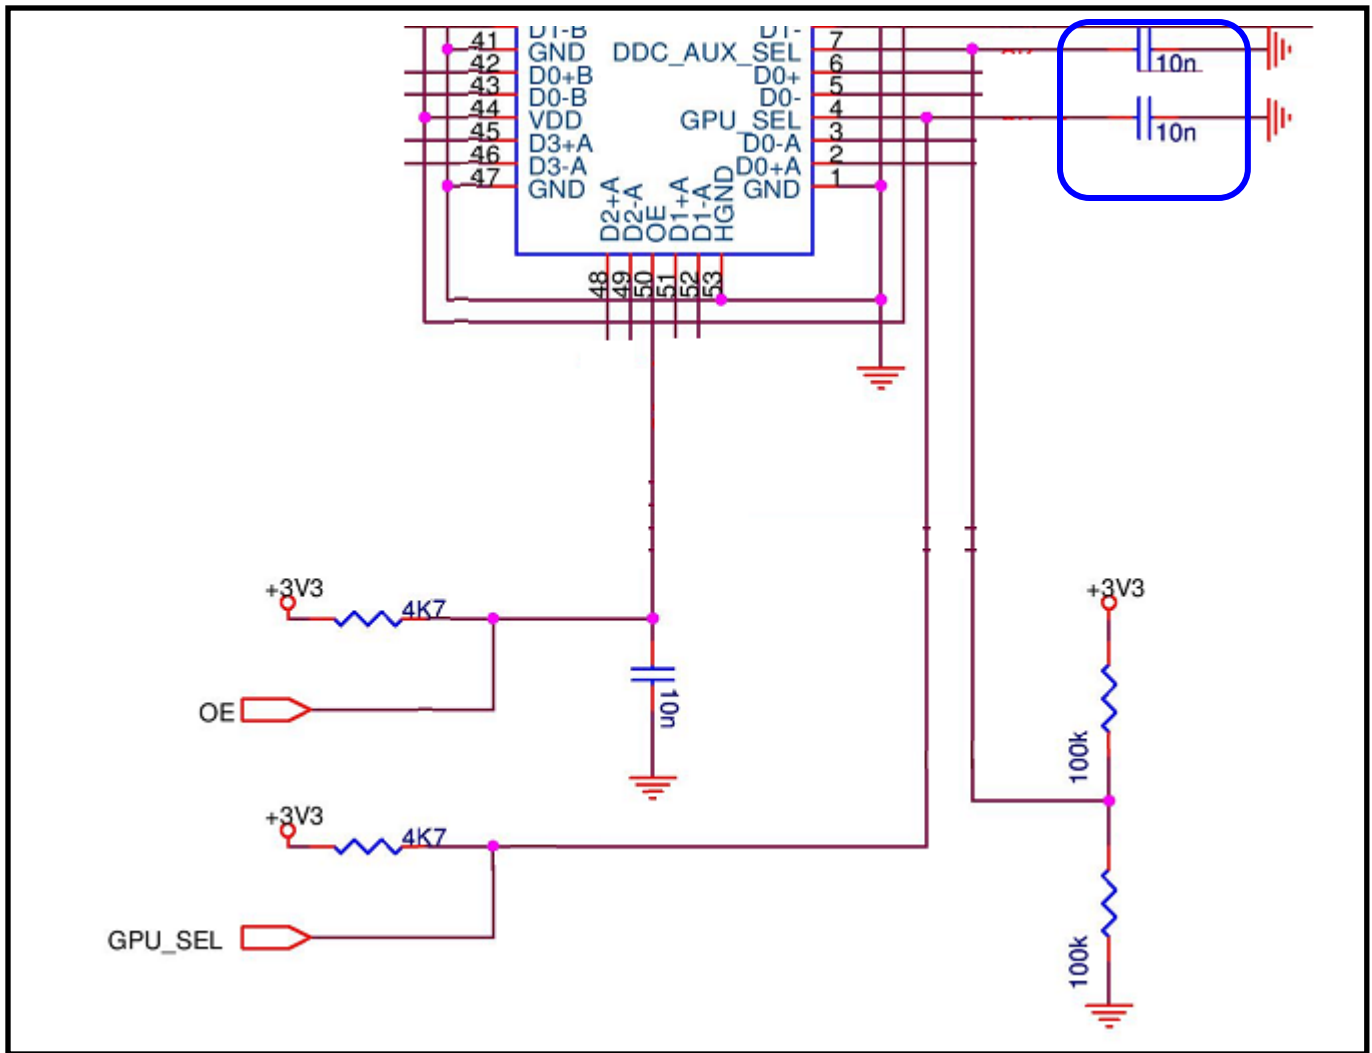 D1-B D1-
41 GND DDC_AUX_SEL 7 10n
42 D0+B D0+ 6
43 D0-B D0- 5
44 VDD GPU_SEL 4 10n
45 D3+A D0-A 3
46 D3-A D0+A 2
47 GND GND 1
D2+A D2-A OE D1+A D1-A HGND
48 49 50 51 52 53
+3V3 +3V3
4K7
10n
OE
100k
+3V3
4K7
GPU_SEL
100k